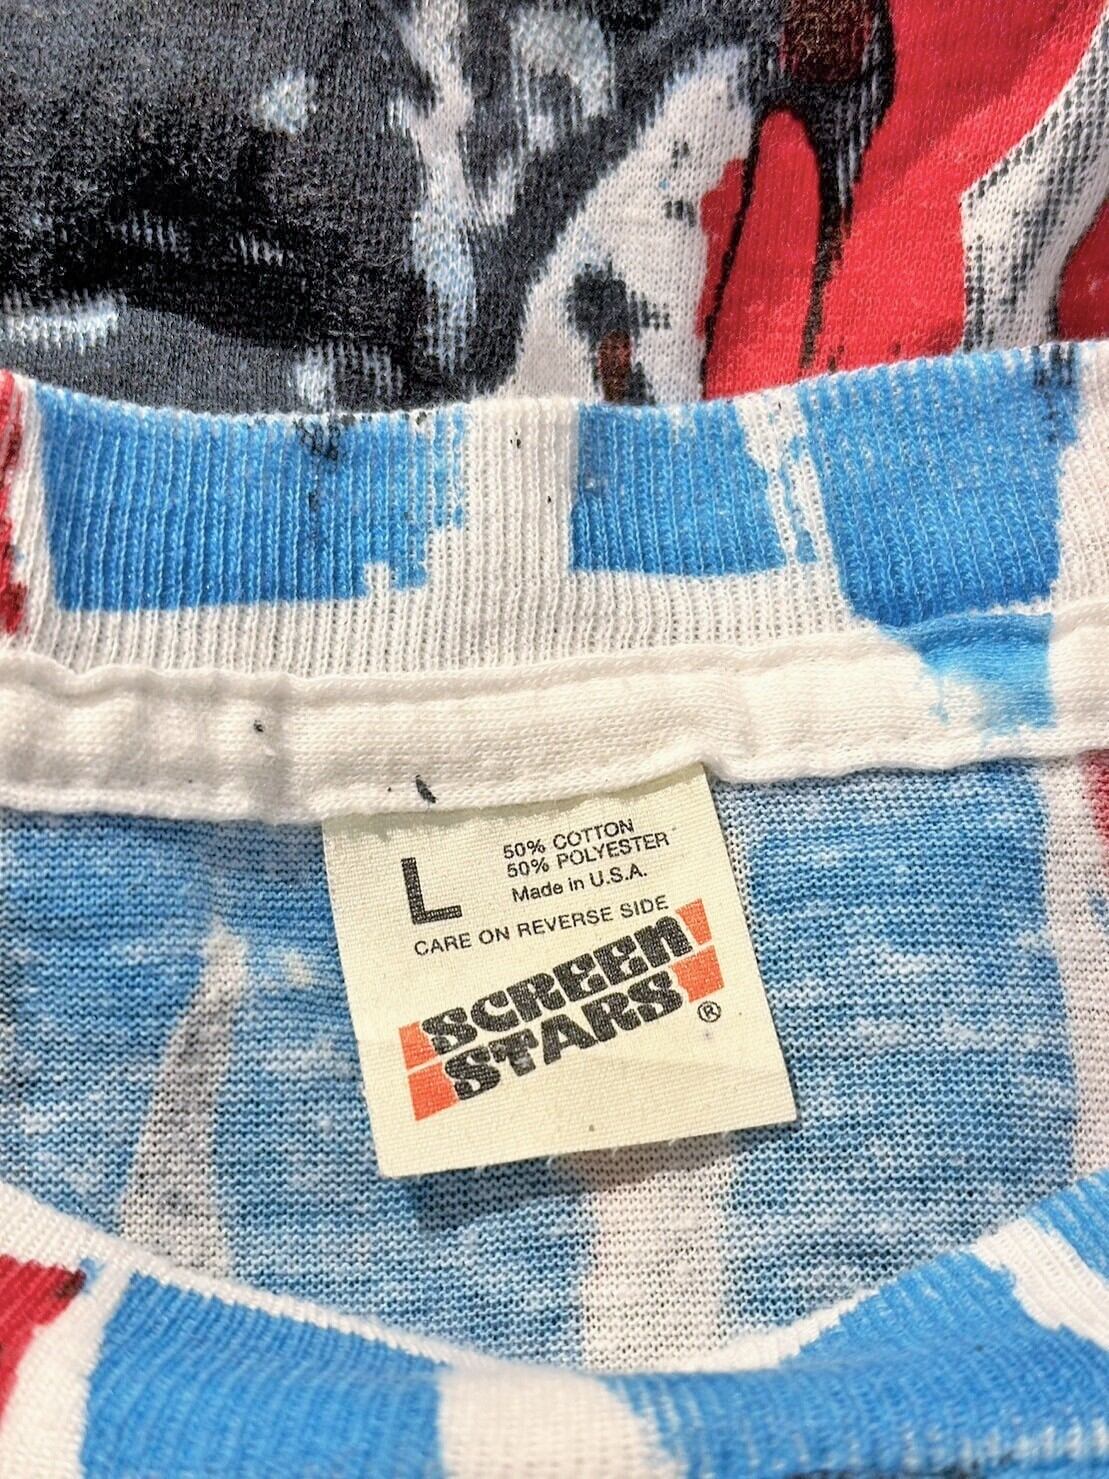 L
50% COTTON
50% POLYESTER
Made in U.S.A.
CARE ON REVERSE SIDE
SCREEN
STARS®